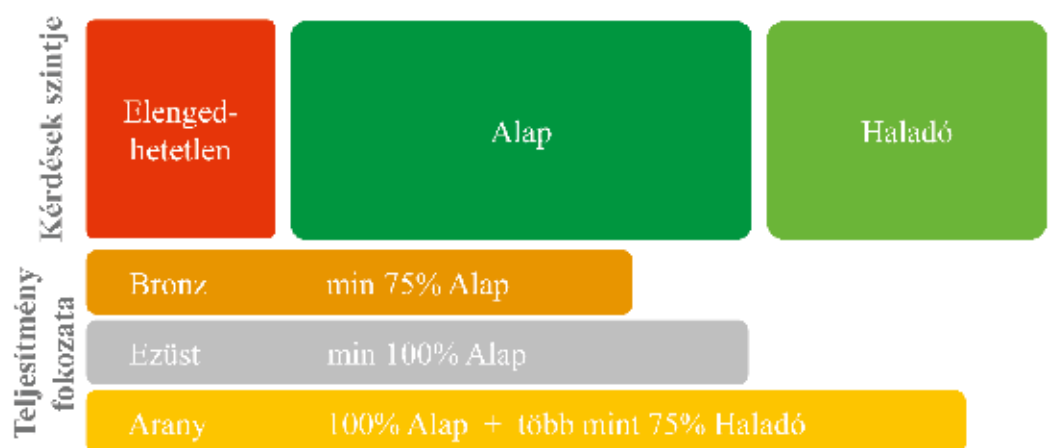 Kérdések szintje
Elenged-
hetetlen
Alap
Haladó
Teljesítmény
fokozata
Bronz min 75% Alap
Ezüst min 100% Alap
Arany 100% Alap + több mint 75% Haladó